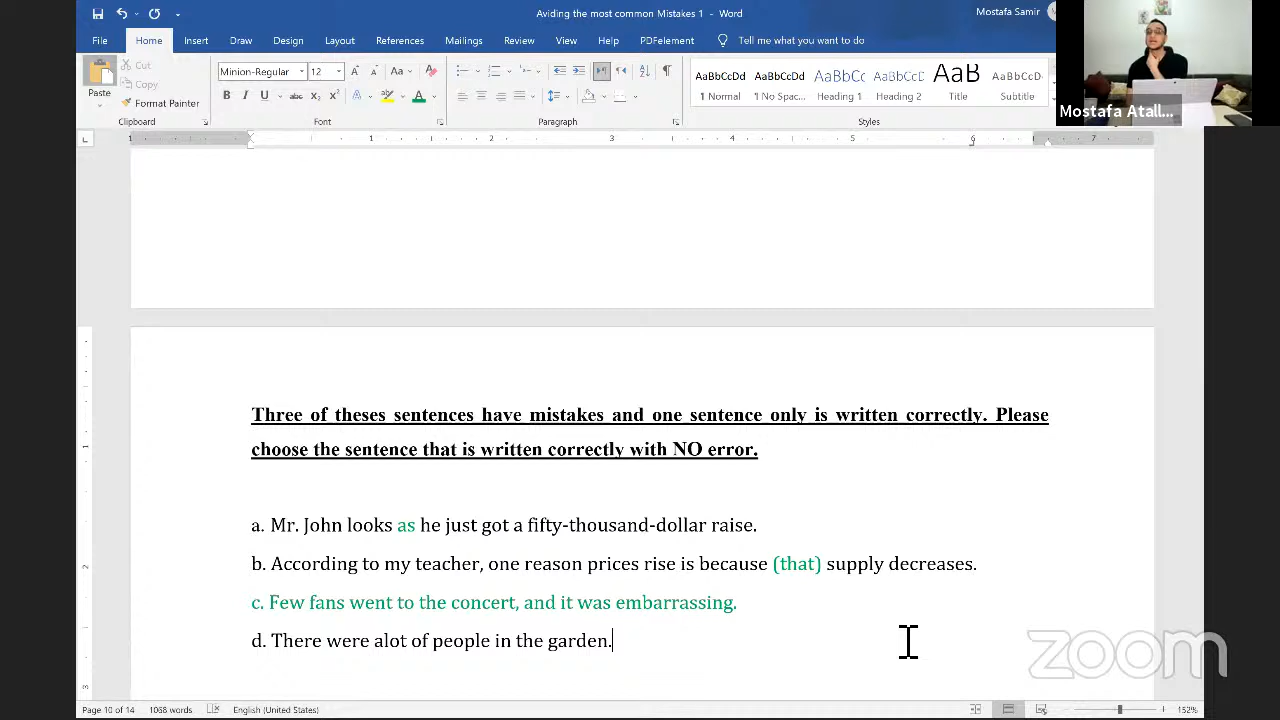 Aviding the most common Mistakes 1 - Word
Mostafa Samir
File Home Insert Draw Design Layout References Mailings Review View Help PDFelement Tell me what you want to do
Paste
Cut
Copy
Format Painter
Clipboard
Minion-Regular 12
Font
Paragraph
AaBbCcDd AaBbCcDd AaBbCc AaBbCcD AaB AaBbCcD
¶ Normal ¶ No Spac... Heading 1 Heading 2 Title Subtitle
Styles
Mostafa Atall...
Three of theses sentences have mistakes and one sentence only is written correctly. Please
choose the sentence that is written correctly with NO error.
a. Mr. John looks as he just got a fifty-thousand-dollar raise.
b. According to my teacher, one reason prices rise is because (that) supply decreases.
c. Few fans went to the concert, and it was embarrassing.
d. There were alot of people in the garden.
zoom
Page 10 of 14 1068 words English (United States) 152%